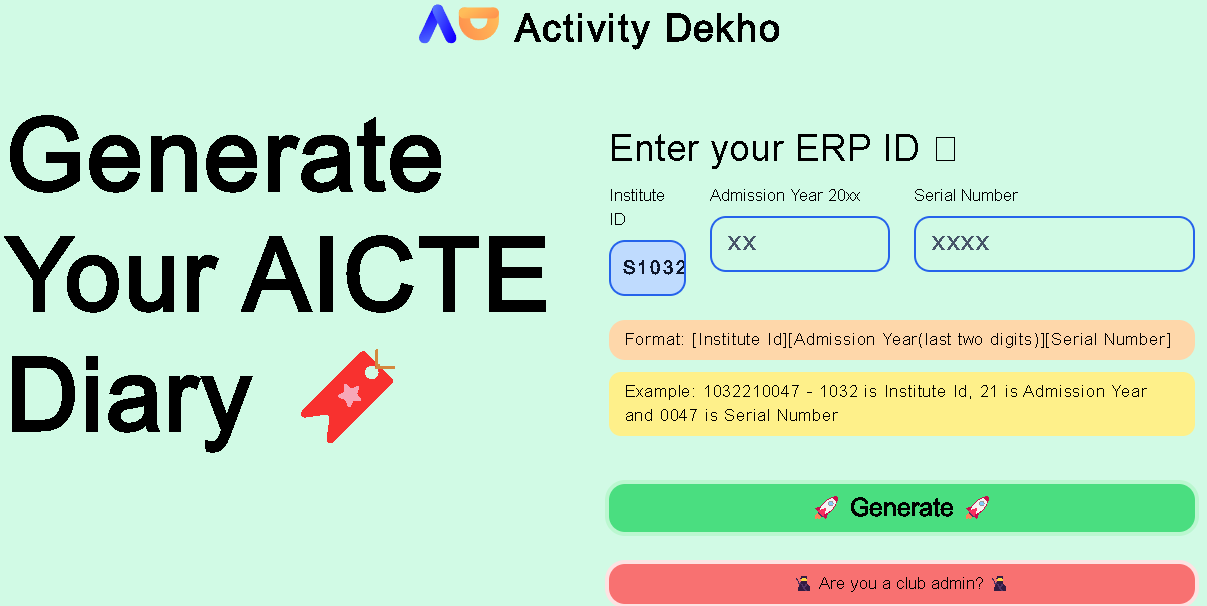 Activity Dekho
Generate
Your AICTE
Diary
Enter your ERP ID
Institute
ID
Admission Year 20xx
Serial Number
S1032
XX
XXXX
Format: [Institute Id][Admission Year(last two digits)][Serial Number]
Example: 1032210047 - 1032 is Institute Id, 21 is Admission Year
and 0047 is Serial Number
Generate
Are you a club admin?